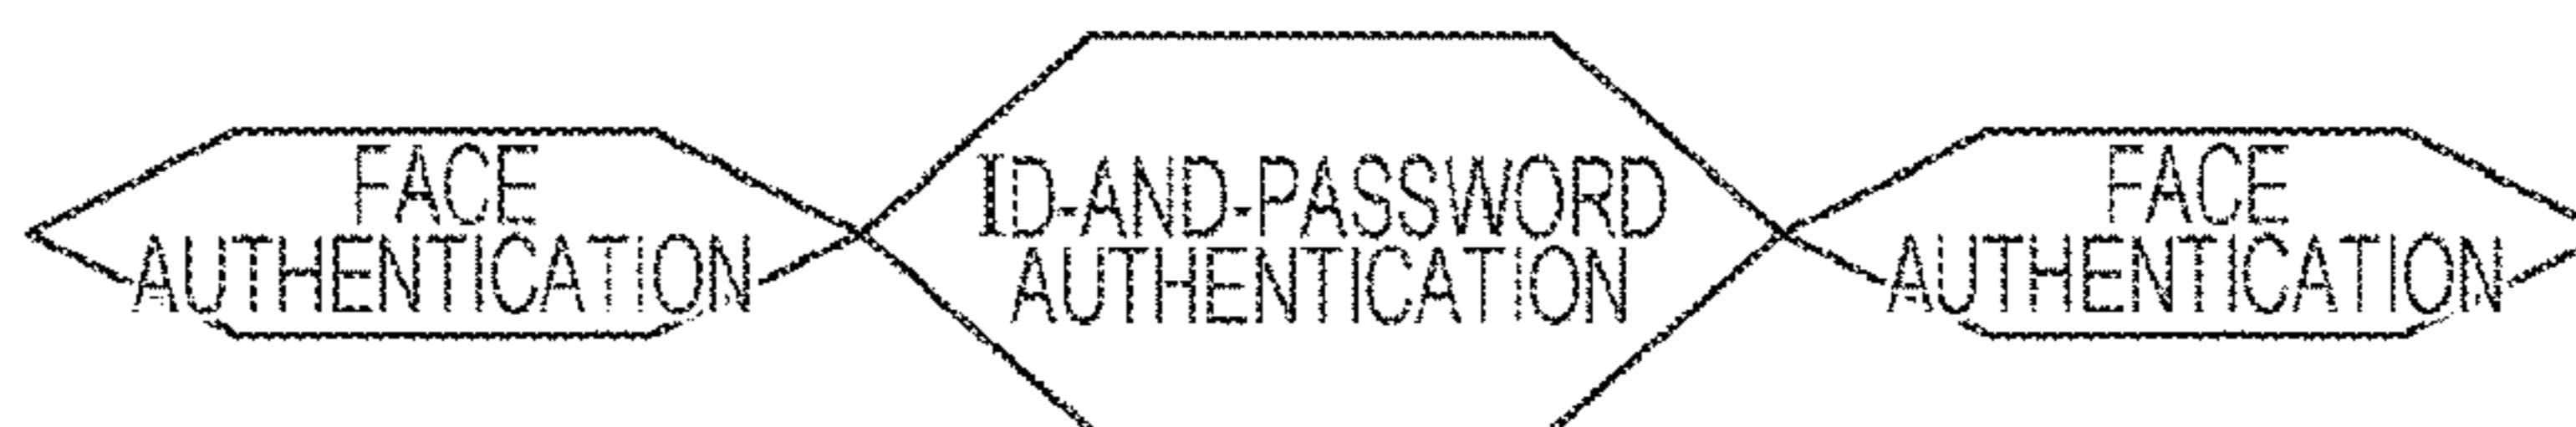 FACE
AUTHENTICATION
ID-AND-PASSWORD
AUTHENTICATION
FACE
AUTHENTICATION